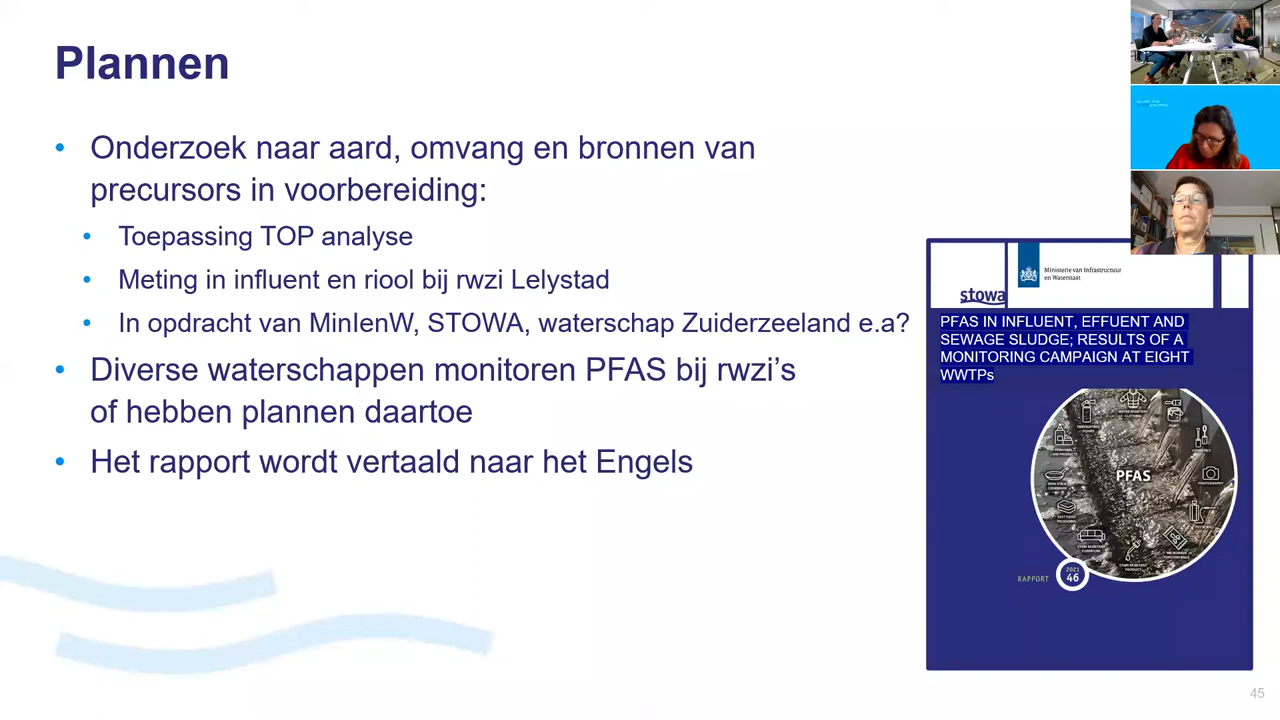 Plannen
• Onderzoek naar aard, omvang en bronnen van
precursors in voorbereiding:
• Toepassing TOP analyse
• Meting in influent en riool bij rwzi Lelystad
• In opdracht van MinIenW, STOWA, waterschap Zuiderzeeland e.a?
• Diverse waterschappen monitoren PFAS bij rwzi’s
of hebben plannen daartoe
• Het rapport wordt vertaald naar het Engels
stowa
Ministerie van Infrastructuur
en Waterstaat
PFAS IN INFLUENT, EFFUENT AND
SEWAGE SLUDGE; RESULTS OF A
MONITORING CAMPAIGN AT EIGHT
WWTPs
PAINT
COSMETICS
PHOTOGRAPHY
PFAS
RAPPORT
2021
46
45